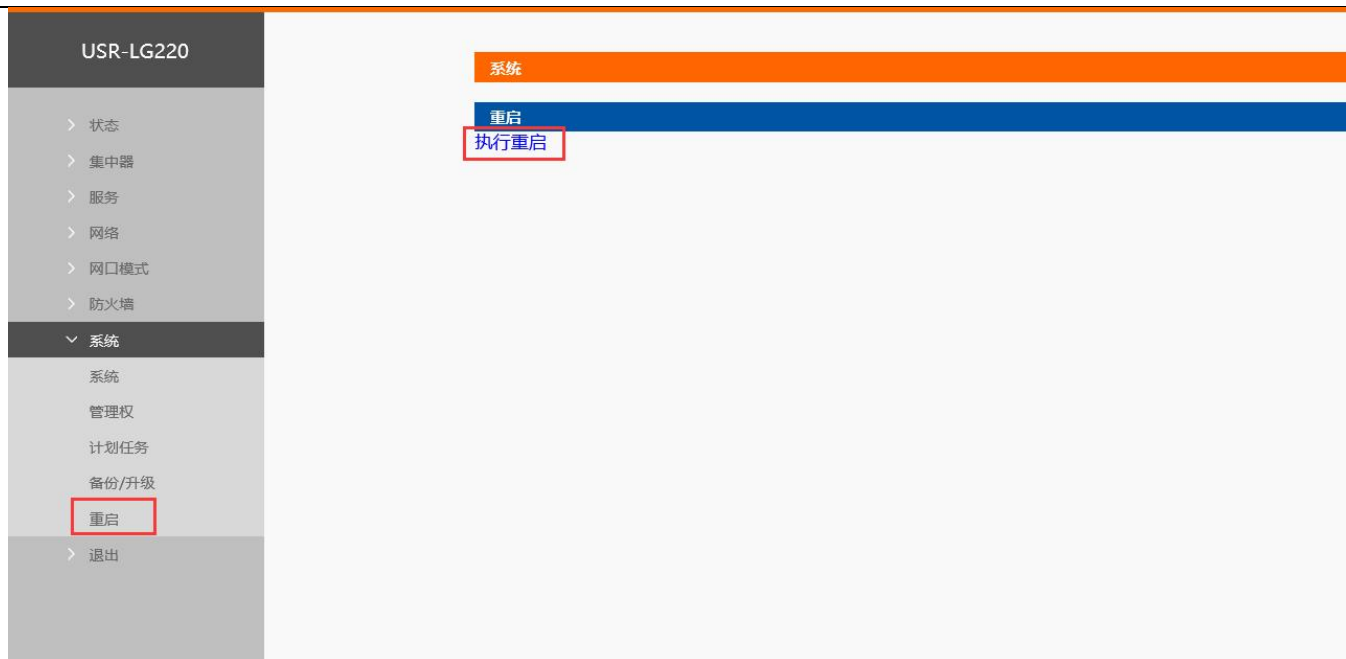 USR-LG220
状态
集中器
服务
网络
网口模式
防火墙
系统
系统
管理权
计划任务
备份/升级
重启
退出
系统
重启
执行重启